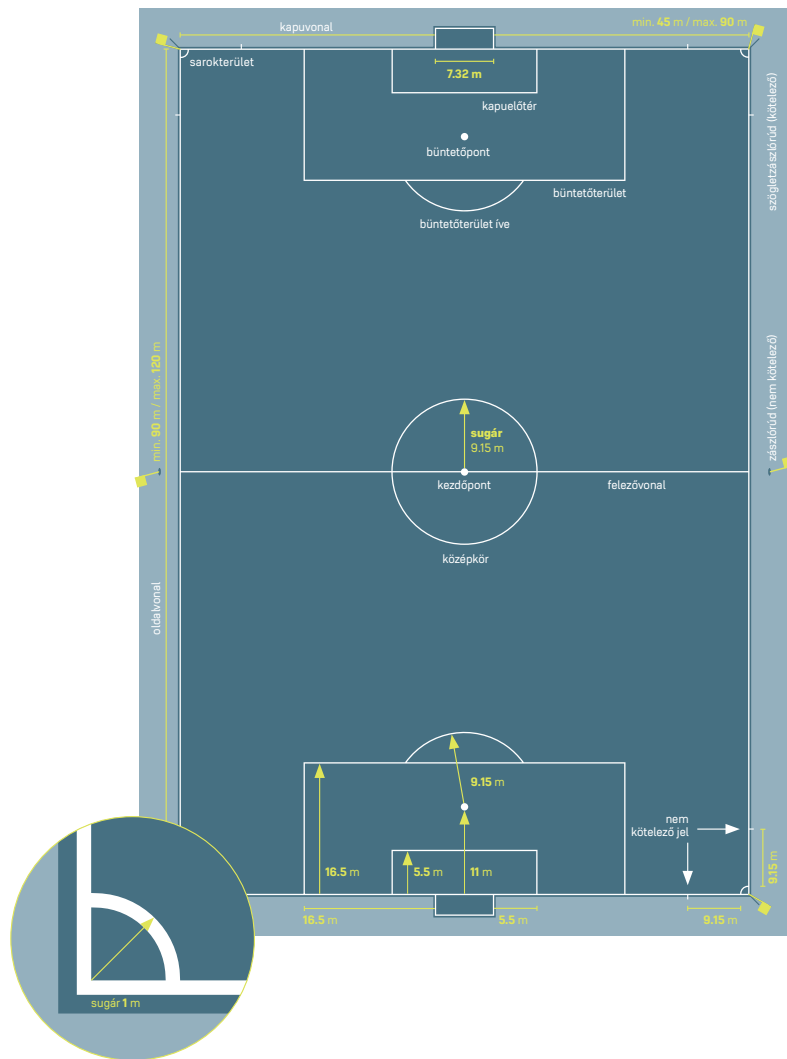 kapuvonal
min. 45 m / max. 90 m
sarokterület
7.32 m
kapuelőtér
büntetőpont
büntetőterület
büntetőterület íve
szögletzászlórúd (kötelező)
min. 90 m / max. 120 m
zászlórúd (nem kötelező)
sugár
9.15 m
kezdőpont
felezővonal
középkör
oldalvonal
9.15 m
nem
kötelező jel
16.5 m
5.5 m
11 m
9.15 m
16.5 m
5.5 m
9.15 m
sugár 1 m